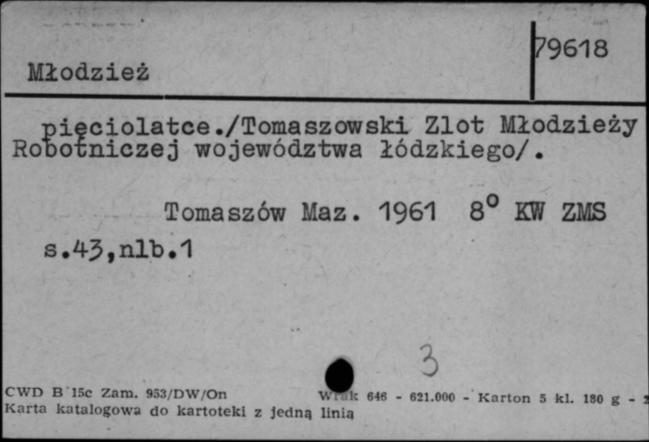 79618
Młodzież
pięciolatce./Tomaszowski Zlot Młodzieży
Robotniczej województwa łódzkiego/.
Tomaszów Maz. 1961 8° KW ZMS
s.43,nlb.1
3
CWD B 15c Zam. 953/DW/On 646 - 621.000 - Karton 5 kl. 180 g -
Karta katalogowa do kartoteki z jedną linią